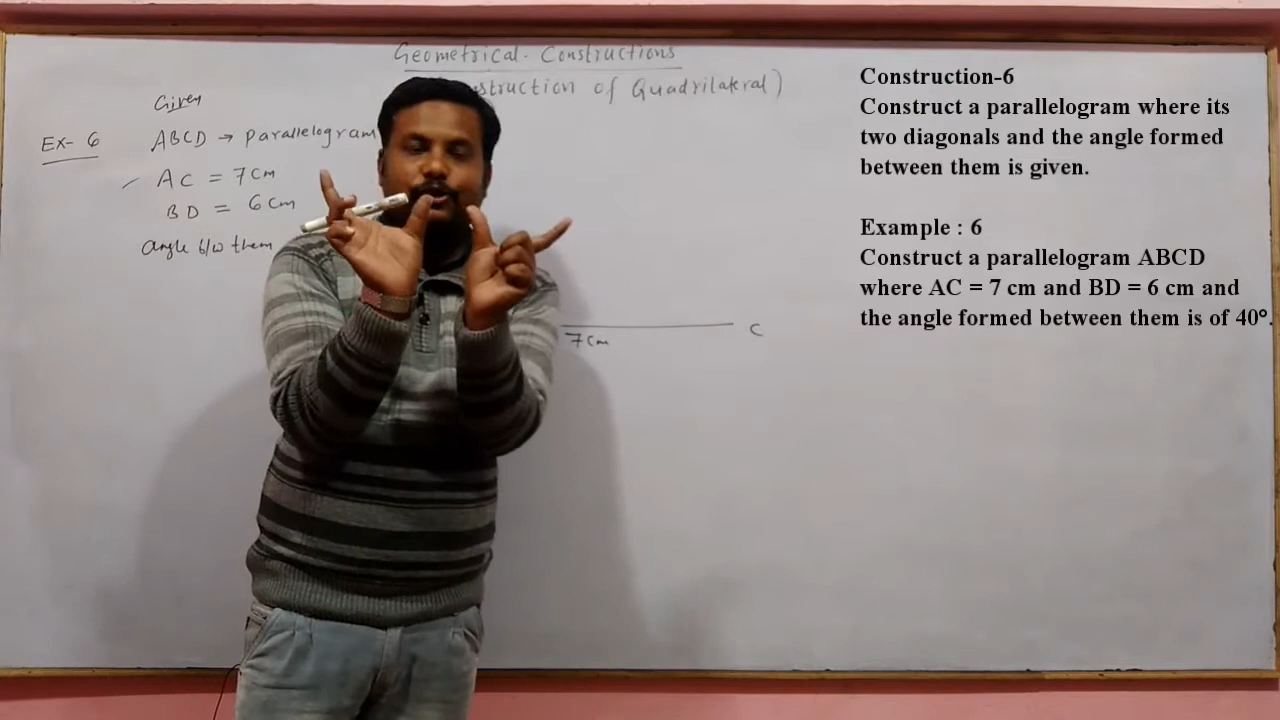 Geometrical Constructions
struction of Quadrilateral)
Given
Ex- 6 ABCD → parallelogram
AC = 7cm
BD = 6cm
angle b/w them
7cm C
Construction-6
Construct a parallelogram where its
two diagonals and the angle formed
between them is given.
Example : 6
Construct a parallelogram ABCD
where AC = 7 cm and BD = 6 cm and
the angle formed between them is of 40°.